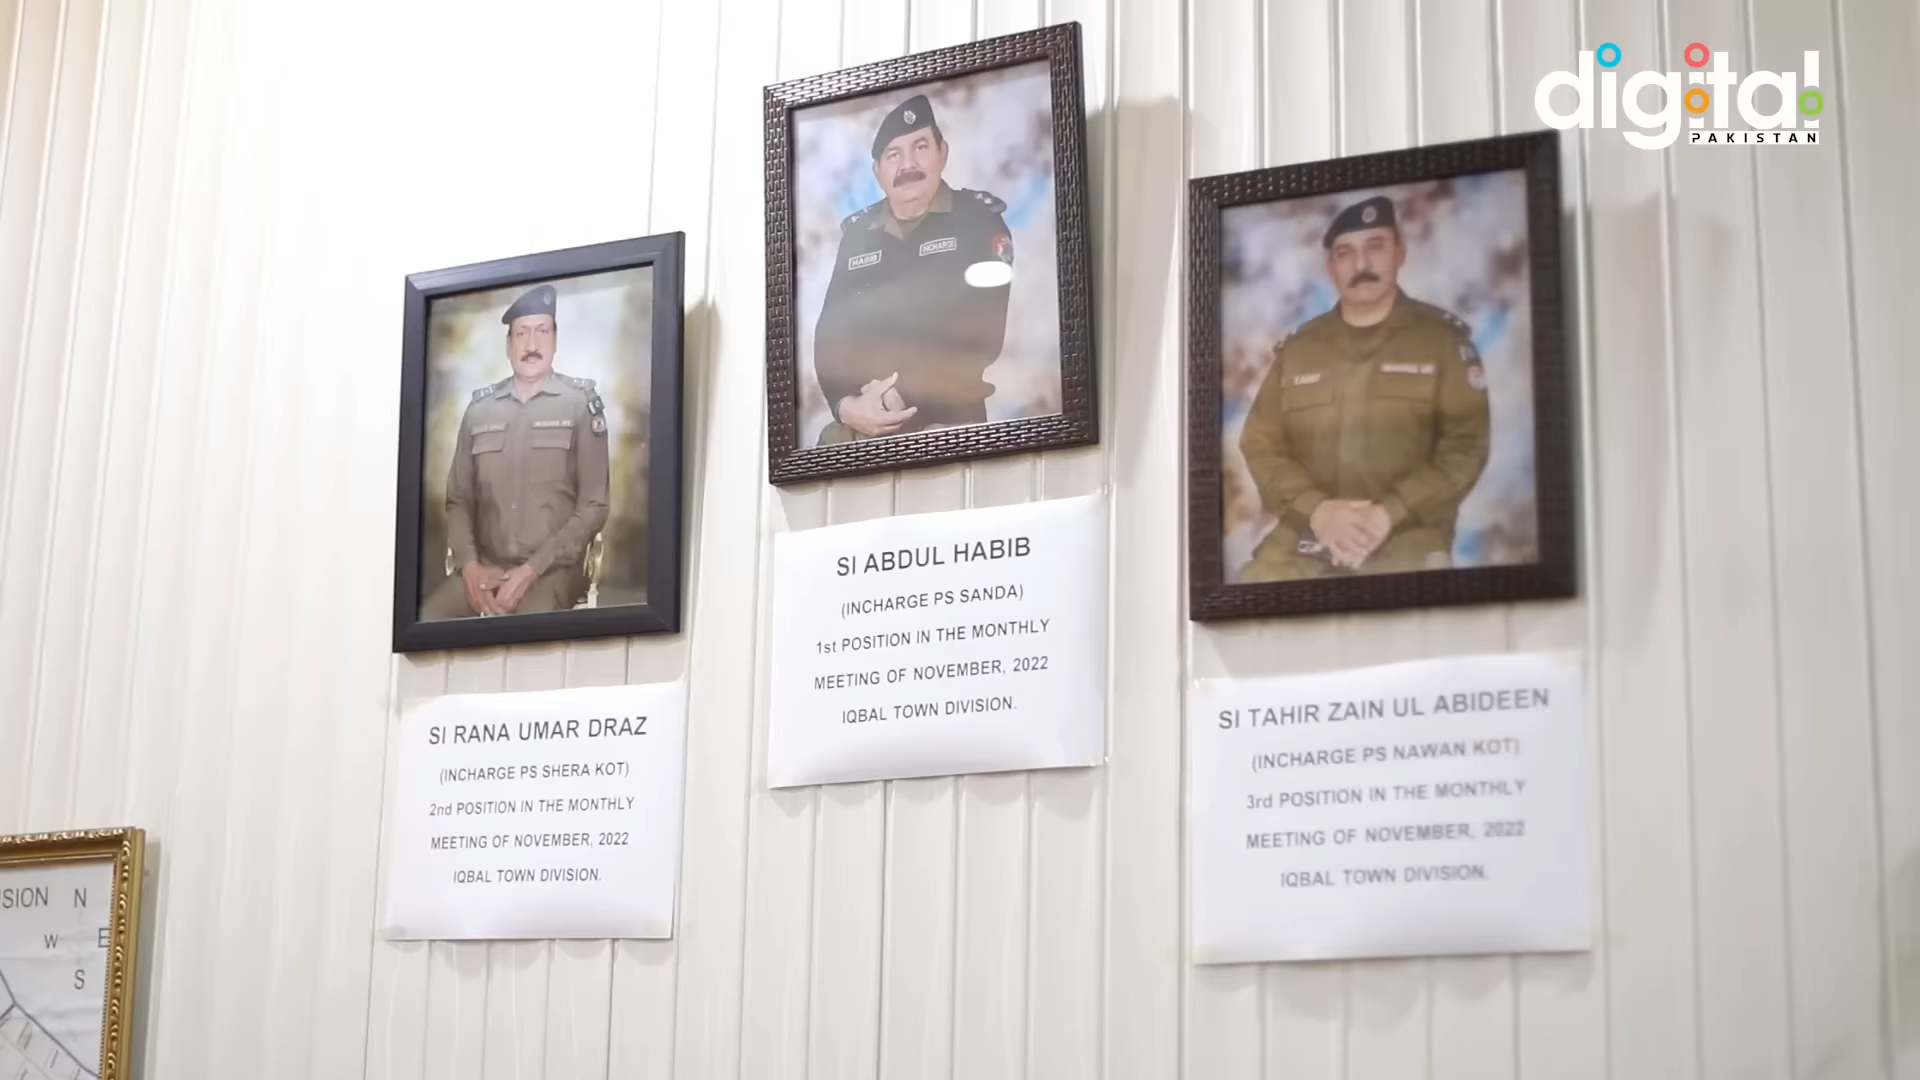 digital
PAKISTAN
HABIB
INCHARGE
SI RANA UMAR DRAZ
(INCHARGE PS SHERA KOT)
2nd POSITION IN THE MONTHLY
MEETING OF NOVEMBER, 2022
IQBAL TOWN DIVISION.
SI ABDUL HABIB
(INCHARGE PS SANDA)
1st POSITION IN THE MONTHLY
MEETING OF NOVEMBER, 2022
IQBAL TOWN DIVISION.
SI TAHIR ZAIN UL ABIDEEN
(INCHARGE PS NAWAN KOT)
3rd POSITION IN THE MONTHLY
MEETING OF NOVEMBER, 2022
IQBAL TOWN DIVISION.
N
W E
S